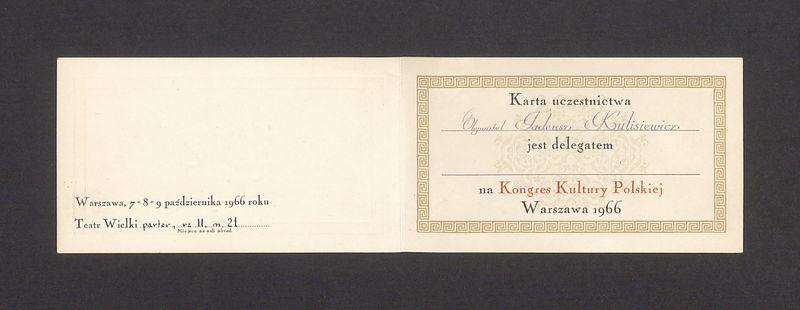 Warszawa, 7-8-9 października 1966 roku
Teatr Wielki parter, rz II, m. 21
Miejsce na sali obrad
Karta uczestnictwa
Obywatel Tadeusz Kulisiewicz
jest delegatem
na Kongres Kultury Polskiej
Warszawa 1966